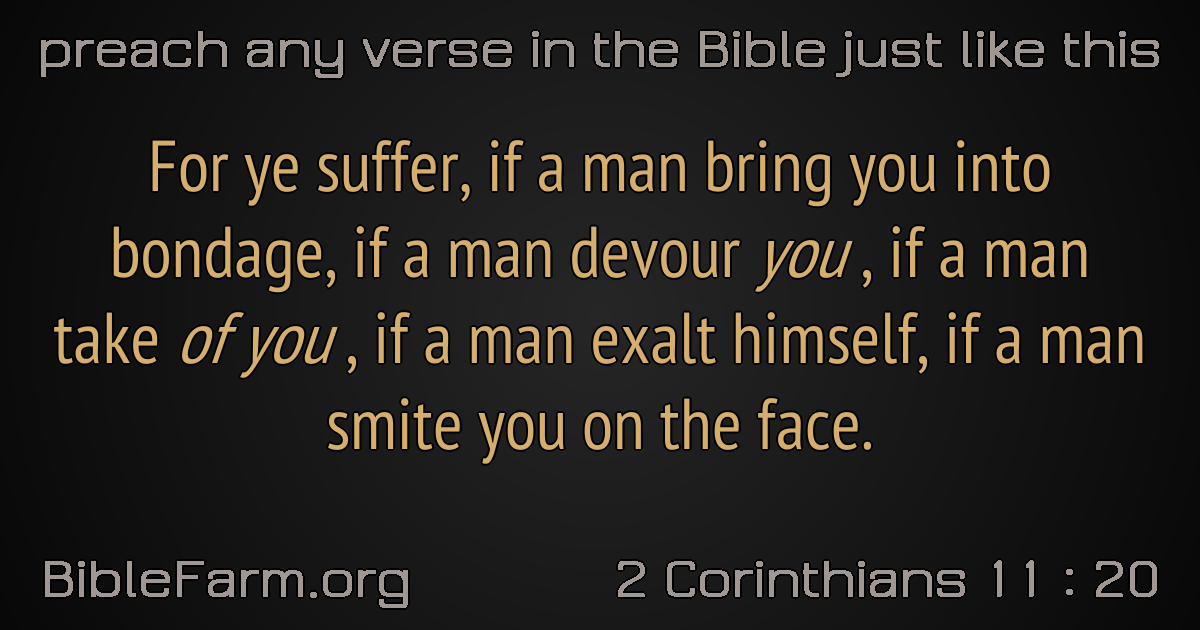 preach any verse in the Bible just like this
For ye suffer, if a man bring you into
bondage, if a man devour you , if a man
take of you , if a man exalt himself, if a man
smite you on the face.
BibleFarm.org
2 Corinthians 11 : 20